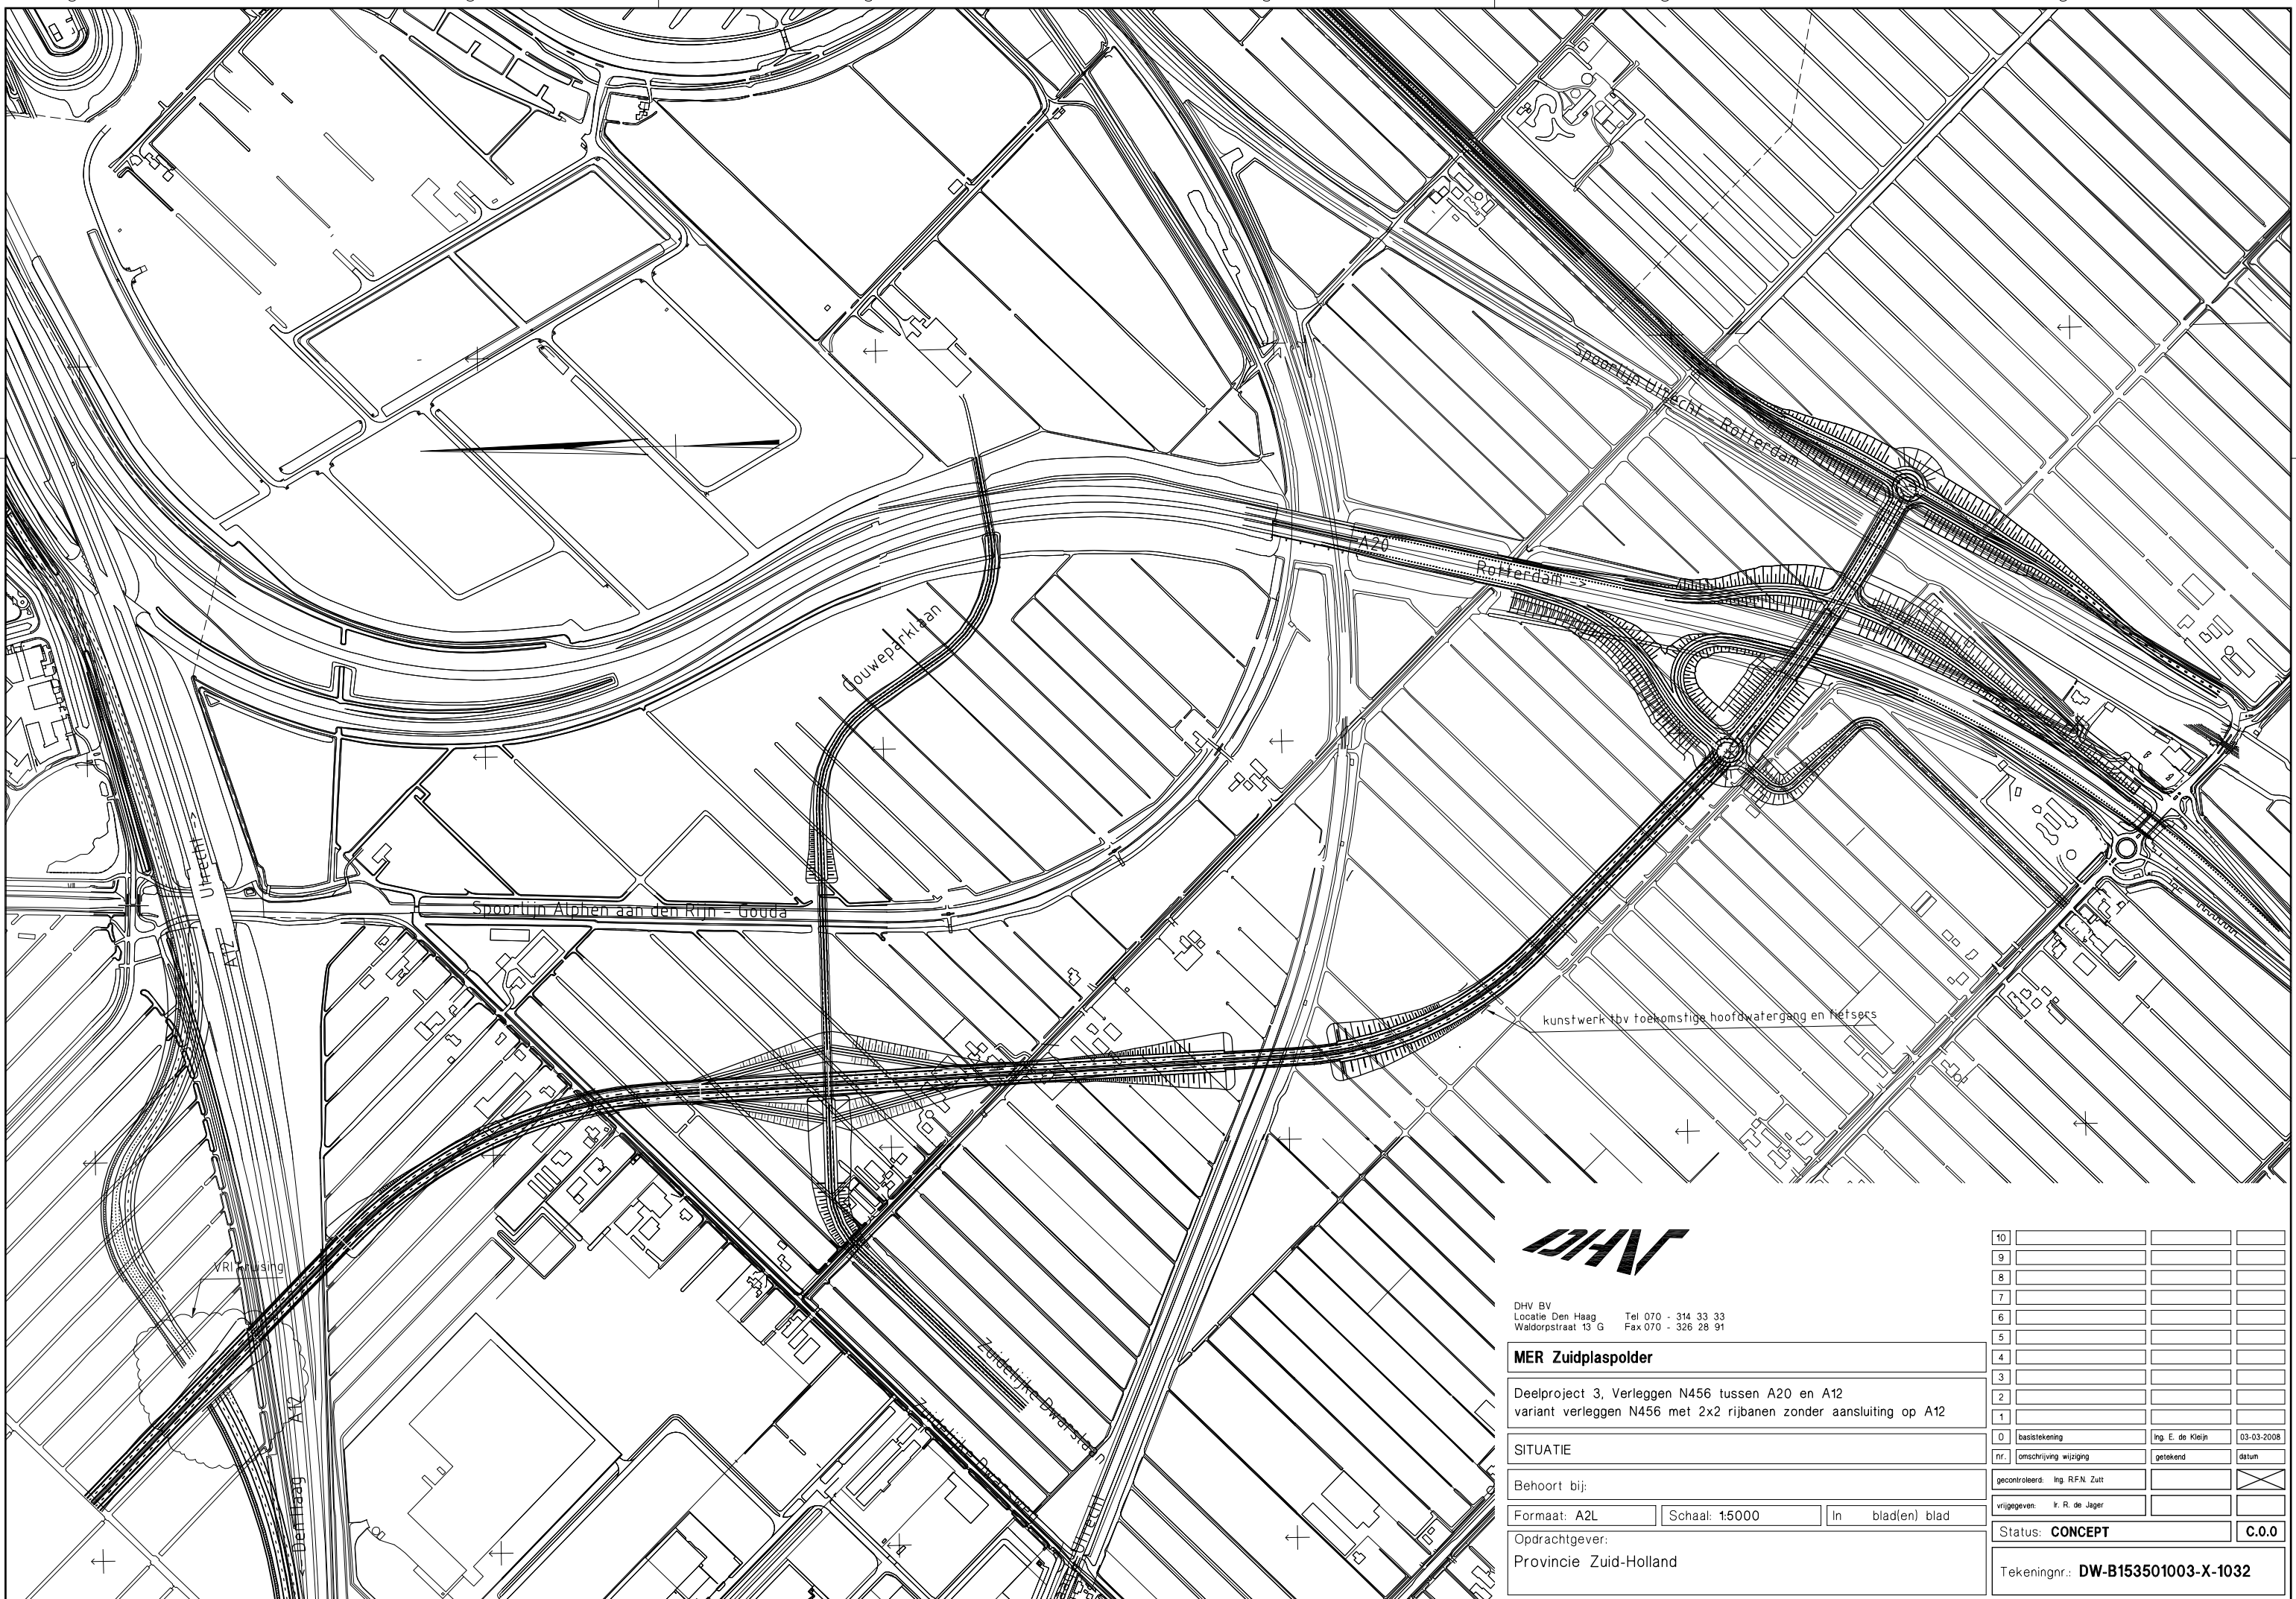 Spoorlijn Utrecht - Rotterdam
A20
Rotterdam ->
Gouweparklaan
Utrecht ->
A12
Spoorlijn Alphen aan den Rijn - Gouda
kunstwerk tbv toekomstige hoofdwatergang en fietsers
VRI kruising
<- Den Haag
A12
Zuidelijke Dwarslaan
Zuidelijke Dwarsweg
Utrecht
DHV
DHV BV
Locatie Den Haag Tel 070 - 314 33 33
Waldorpstraat 13 G Fax 070 - 326 28 91
MER Zuidplaspolder
Deelproject 3, Verleggen N456 tussen A20 en A12
variant verleggen N456 met 2x2 rijbanen zonder aansluiting op A12
SITUATIE
Behoort bij:
Formaat: A2L Schaal: 1:5000 In blad(en) blad
Opdrachtgever:
Provincie Zuid-Holland
10
9
8
7
6
5
4
3
2
1
0 basistekening Ing. E. de Kleijn 03-03-2008
nr. omschrijving wijziging getekend datum
gecontroleerd: Ing. R.F.N. Zutt
vrijgegeven: Ir. R. de Jager
Status: CONCEPT C.0.0
Tekeningnr.: DW-B153501003-X-1032